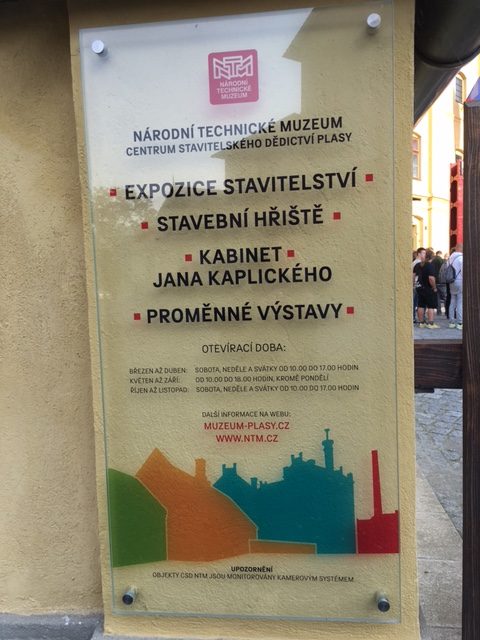 NTM
NÁRODNÍ
TECHNICKÉ
MUZEUM
NÁRODNÍ TECHNICKÉ MUZEUM
CENTRUM STAVITELSKÉHO DĚDICTVÍ PLASY
EXPOZICE STAVITELSTVÍ
STAVEBNÍ HŘIŠTĚ
KABINET
JANA KAPLICKÉHO
PROMĚNNÉ VÝSTAVY
OTEVÍRACÍ DOBA:
BŘEZEN AŽ DUBEN: SOBOTA, NEDĚLE A SVÁTKY OD 10.00 DO 17.00 HODIN
KVĚTEN AŽ ZÁŘÍ: OD 10.00 DO 18.00 HODIN, KROMĚ PONDĚLÍ
ŘÍJEN AŽ LISTOPAD: SOBOTA, NEDĚLE A SVÁTKY OD 10.00 DO 17.00 HODIN
DALŠÍ INFORMACE NA WEBU:
MUZEUM-PLASY.CZ
WWW.NTM.CZ
UPOZORNĚNÍ
OBJEKTY CSD NTM JSOU MONITOROVÁNY KAMEROVÝM SYSTÉMEM